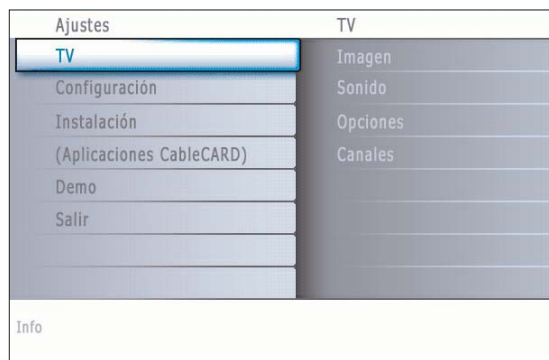 Ajustes
TV
Configuración
Instalación
(Aplicaciones CableCARD)
Demo
Salir
TV
Imagen
Sonido
Opciones
Canales
Info